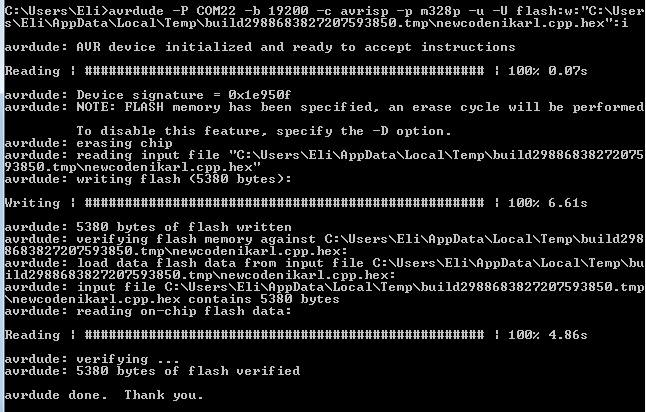 C:\Users\Eli>avrdude -P COM22 -b 19200 -c avrisp -p m328p -u -U flash:w:"C:\User
s\Eli\AppData\Local\Temp\build2988683827207593850.tmp\newcodenikarl.cpp.hex":i
avrdude: AVR device initialized and ready to accept instructions
Reading | ################################################## | 100% 0.07s
avrdude: Device signature = 0x1e950f
avrdude: NOTE: FLASH memory has been specified, an erase cycle will be performed
To disable this feature, specify the -D option.
avrdude: erasing chip
avrdude: reading input file "C:\Users\Eli\AppData\Local\Temp\build29886838272075
93850.tmp\newcodenikarl.cpp.hex"
avrdude: writing flash (5380 bytes):
Writing | ################################################## | 100% 6.61s
avrdude: 5380 bytes of flash written
avrdude: verifying flash memory against C:\Users\Eli\AppData\Local\Temp\build298
8683827207593850.tmp\newcodenikarl.cpp.hex:
avrdude: load data flash data from input file C:\Users\Eli\AppData\Local\Temp\bu
ild2988683827207593850.tmp\newcodenikarl.cpp.hex:
avrdude: input file C:\Users\Eli\AppData\Local\Temp\build2988683827207593850.tmp
\newcodenikarl.cpp.hex contains 5380 bytes
avrdude: reading on-chip flash data:
Reading | ################################################## | 100% 4.86s
avrdude: verifying ...
avrdude: 5380 bytes of flash verified
avrdude done.  Thank you.